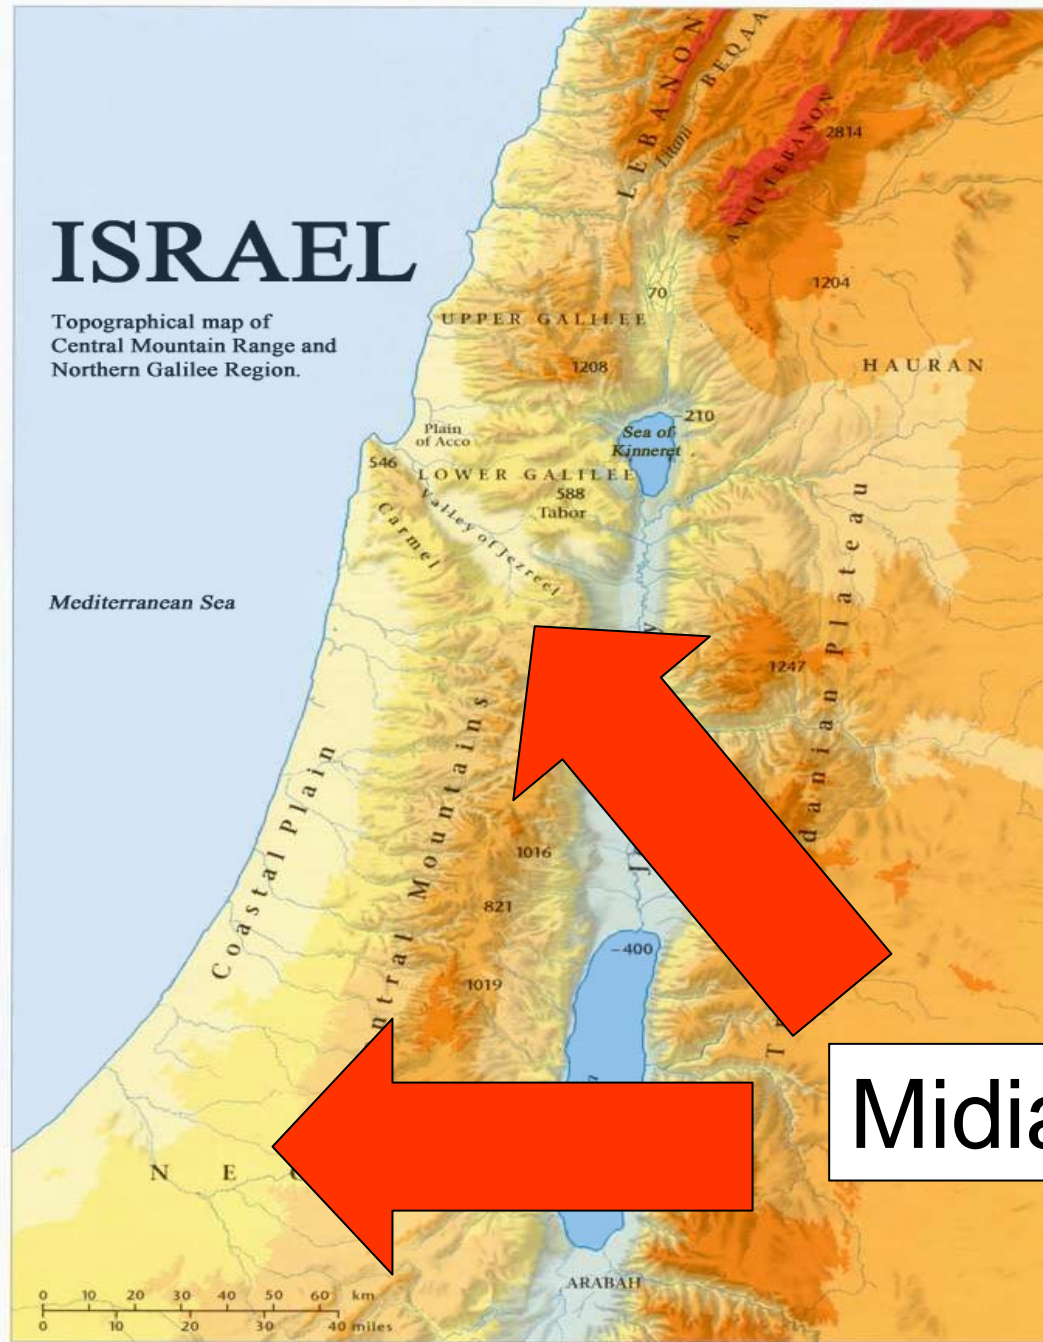 ISRAEL
Topographical map of
Central Mountain Range and
Northern Galilee Region.
LEBANON
BEQAA
Litani
ANTI-LEBANON
2814
1204
70
UPPER GALILEE
1208
HAURAN
-210
Sea of
Kinneret
Plain
of Acco
546
LOWER GALILEE
588
Tabor
Carmel
Valley of Jezreel
Mediterranean Sea
1247
Plateau
Coastal Plain
Mountains
1016
821
1019
-400
Midia
N E
ARABAH
0 10 20 30 40 50 60 km
0 10 20 30 40 miles